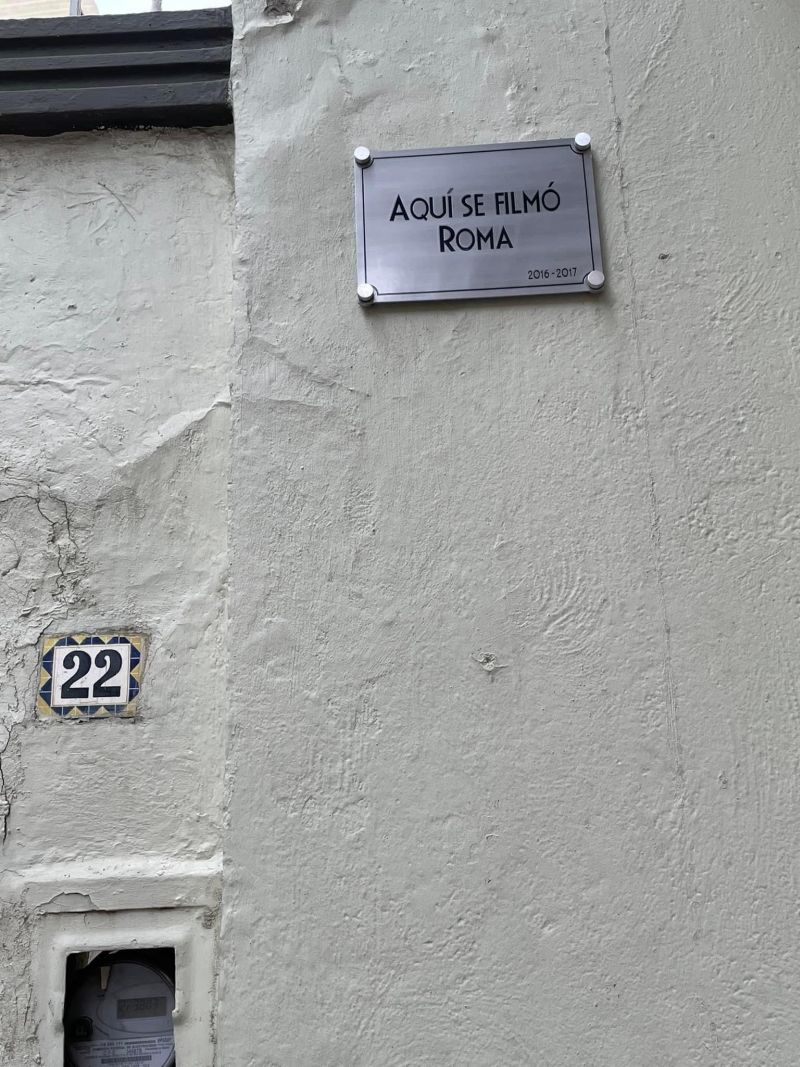 AQUÍ SE FILMÓ
ROMA
2016-2017
22